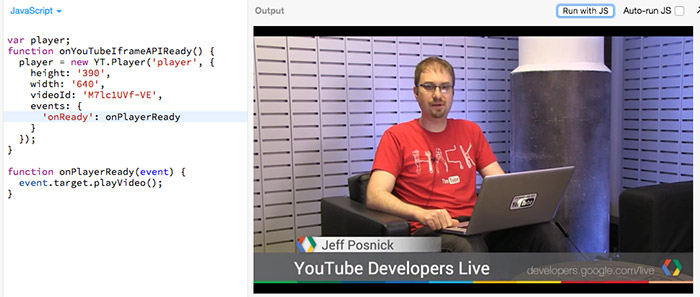 JavaScript
Output
Run with JS
Auto-run JS
var player;
function onYouTubeIframeAPIReady() {
player = new YT.Player('player', {
height: '390',
width: '640',
videoId: 'M7lc1UVf-VE',
events: {
'onReady': onPlayerReady
}
});
}
function onPlayerReady(event) {
event.target.playVideo();
}
HACK
YouTube
YouTube
Jeff Posnick
YouTube Developers Live
developers.google.com/live